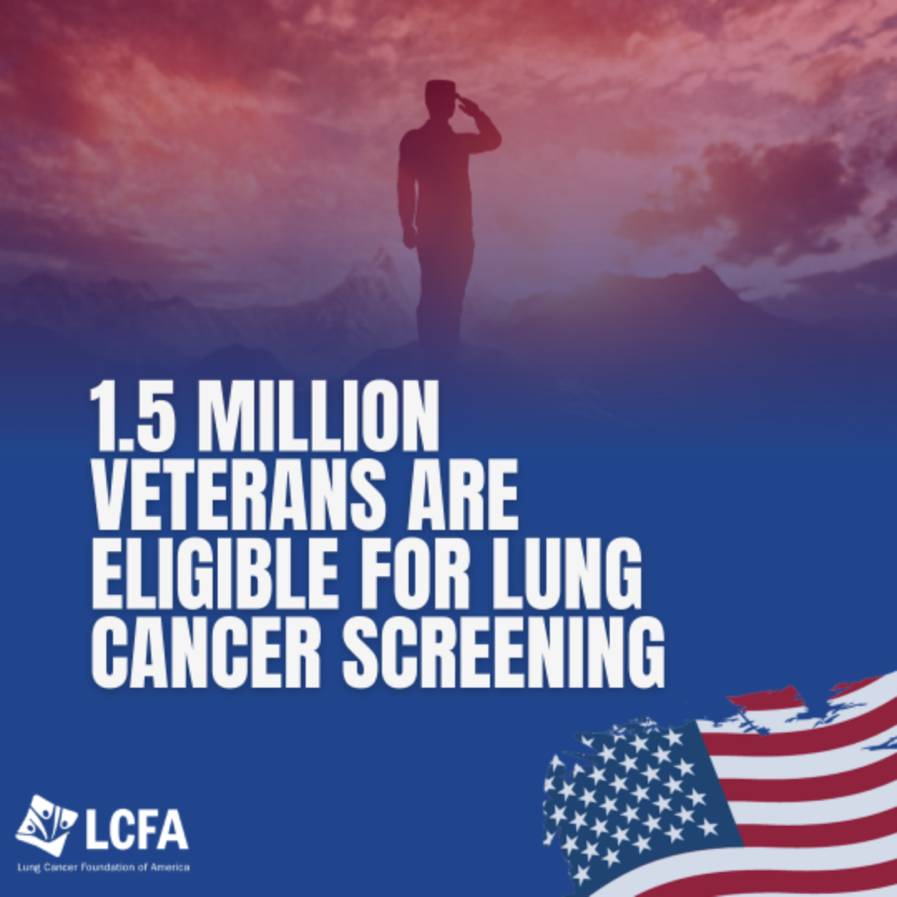 1.5 MILLION
VETERANS ARE
ELIGIBLE FOR LUNG
CANCER SCREENING
LCFA
Lung Cancer Foundation of America